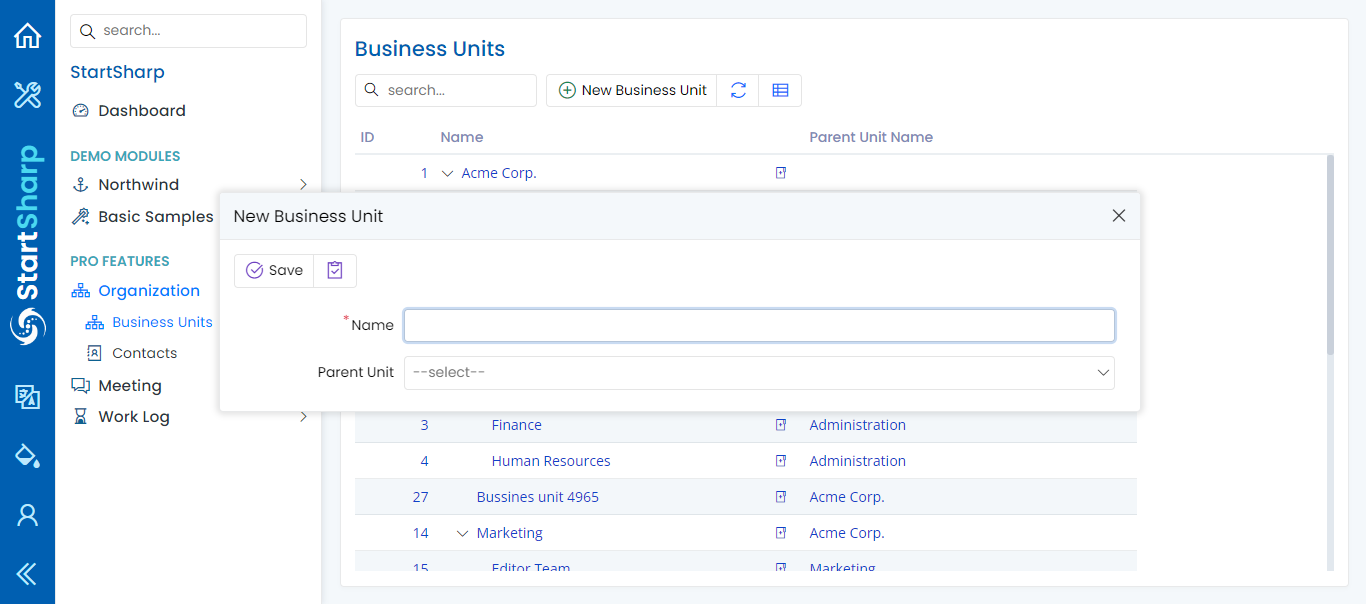 StartSharp
search...
StartSharp
Dashboard
DEMO MODULES
Northwind
Basic Samples
PRO FEATURES
Organization
Business Units
Contacts
Meeting
Work Log
Business Units
search...
New Business Unit
ID Name Parent Unit Name
1 Acme Corp.
New Business Unit
Save
*Name
Parent Unit --select--
3 Finance Administration
4 Human Resources Administration
27 Bussines unit 4965 Acme Corp.
14 Marketing Acme Corp.
15 Editor Team Marketing